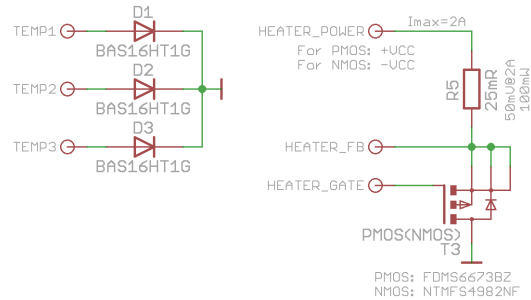 D1
TEMP1
BAS16HT1G
D2
TEMP2
BAS16HT1G
D3
TEMP3
BAS16HT1G
HEATER_POWER
Imax=2A
For PMOS: +VCC
For NMOS: -VCC
R5
25mR
50mV@2A
100mW
HEATER_FB
HEATER_GATE
PMOS(NMOS)
T3
PMOS: FDMS6673BZ
NMOS: NTMFS4982NF